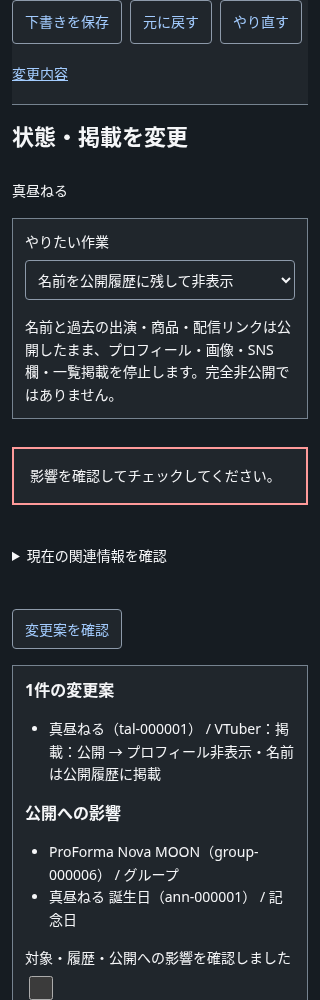 下書きを保存 元に戻す やり直す
変更内容
状態・掲載を変更
真昼ねる
やりたい作業
名前を公開履歴に残して非表示
名前と過去の出演・商品・配信リンクは公
開したまま、プロフィール・画像・SNS
欄・一覧掲載を停止します。完全非公開で
はありません。
影響を確認してチェックしてください。
▶ 現在の関連情報を確認
変更案を確認
1件の変更案
• 真昼ねる（tal-000001） / VTuber：掲
載：公開 → プロフィール非表示・名前
は公開履歴に掲載
公開への影響
• ProForma Nova MOON（group-
000006） / グループ
• 真昼ねる 誕生日（ann-000001） / 記
念日
対象・履歴・公開への影響を確認しました